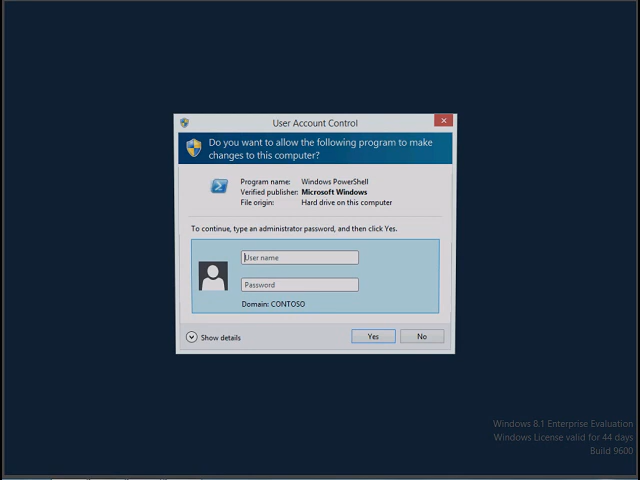 User Account Control
Do you want to allow the following program to make
changes to this computer?
Program name: Windows PowerShell
Verified publisher: Microsoft Windows
File origin: Hard drive on this computer
To continue, type an administrator password, and then click Yes.
User name
Password
Domain: CONTOSO
Show details
Yes
No
Windows 8.1 Enterprise Evaluation
Windows License valid for 44 days
Build 9600